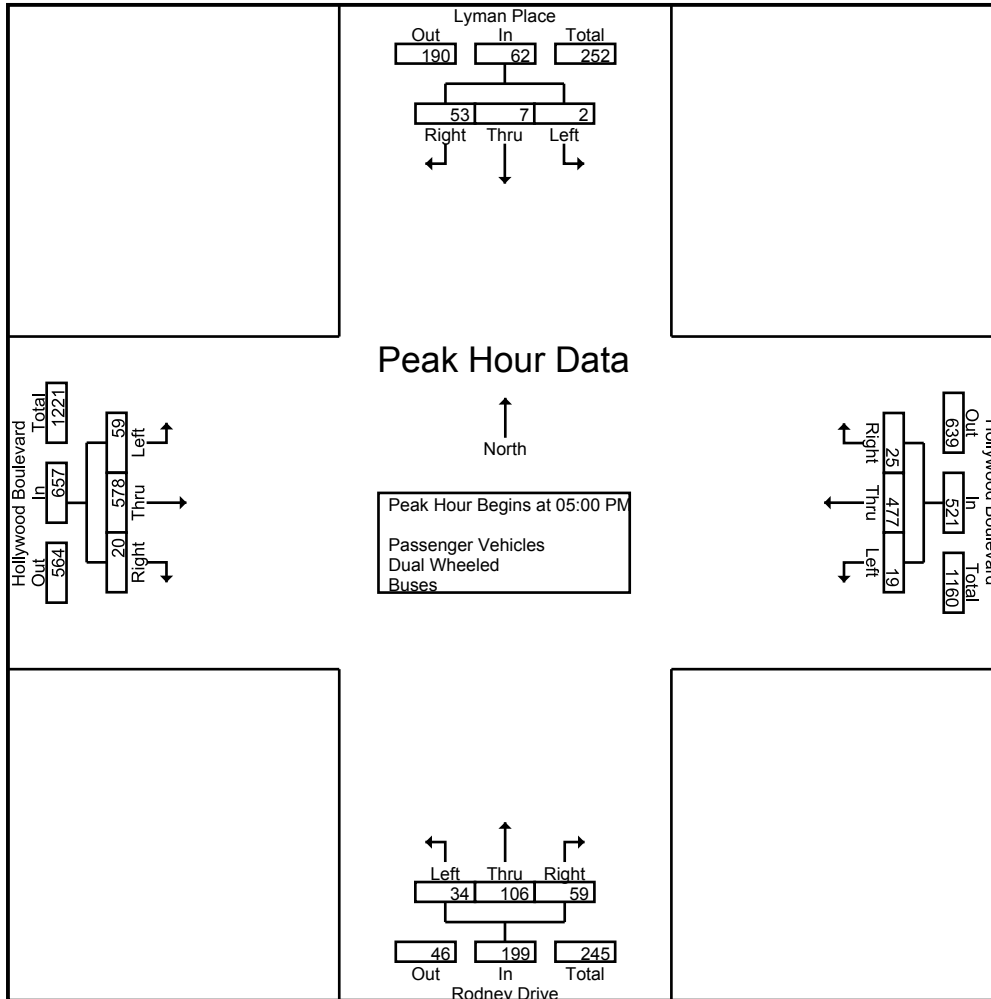 Lyman Place
Out In Total
190 62 252
53 7 2
Right Thru Left
Peak Hour Data
North
Peak Hour Begins at 05:00 PM
Passenger Vehicles
Dual Wheeled
Buses
Hollywood Boulevard
Total In Out
1221 657 564
59 578 20
Left Thru Right
Hollywood Boulevard
Out In Total
639 521 1160
25 477 19
Right Thru Left
Left Thru Right
34 106 59
46 199 245
Out In Total
Rodney Drive